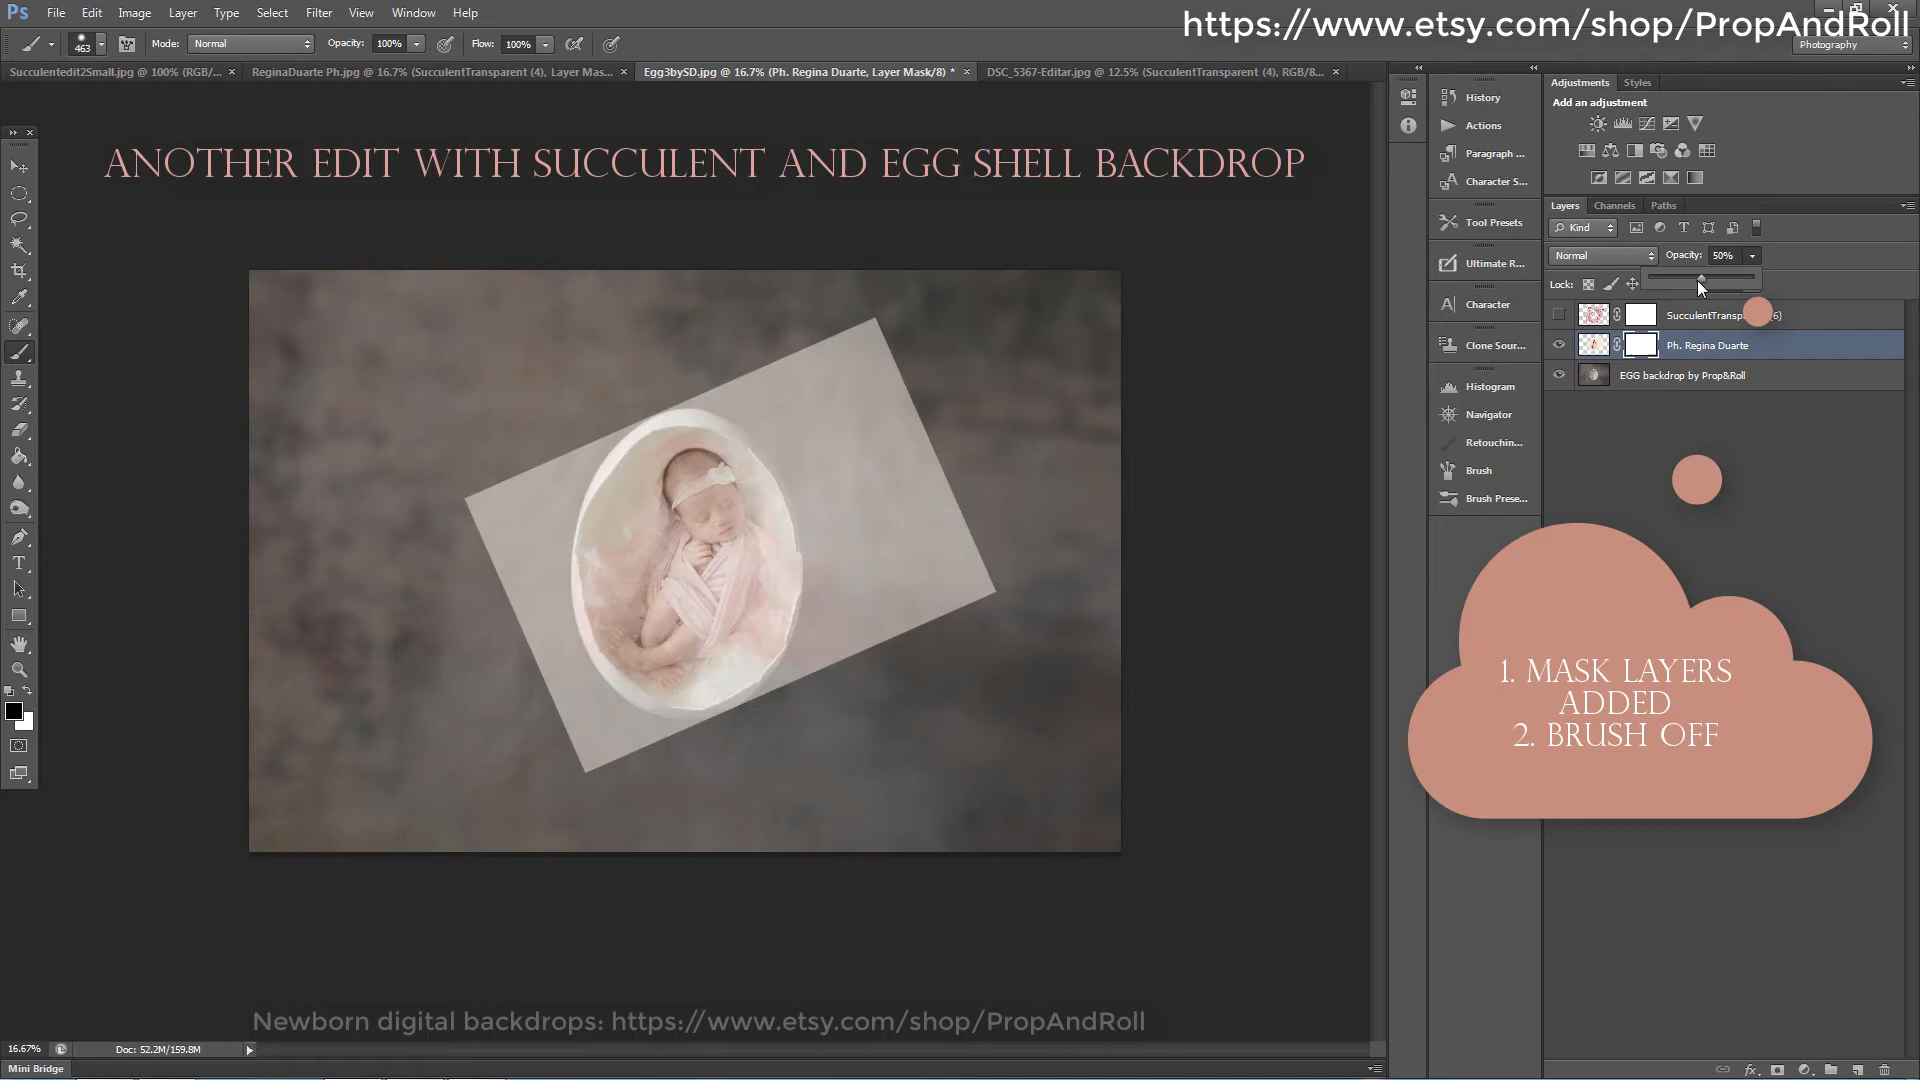 Ps File Edit Image Layer Type Select Filter View Window Help
https://www.etsy.com/shop/PropAndRoll
463 Mode: Normal Opacity: 100% Flow: 100% Photography
Succulentedit2Small.jpg @ 100% (RGB/... × ReginaDuarte Ph.jpg @ 16.7% (SucculentTransparent (4), Layer Mas... × Egg3bySD.jpg @ 16.7% (Ph. Regina Duarte, Layer Mask/8) * × DSC_5367-Editar.jpg @ 12.5% (SucculentTransparent (4), RGB/8... ×
ANOTHER EDIT WITH SUCCULENT AND EGG SHELL BACKDROP
History
Actions
Paragraph ...
Character S...
Tool Presets
Ultimate R...
Character
Clone Sour...
Histogram
Navigator
Retouchin...
Brush
Brush Prese...
Adjustments Styles
Add an adjustment
Layers Channels Paths
Kind
Normal Opacity: 50%
Lock:
Ph. Regina Duarte
EGG backdrop by Prop&Roll
1. MASK LAYERS
ADDED
2. BRUSH OFF
Newborn digital backdrops: https://www.etsy.com/shop/PropAndRoll
16.67% Doc: 52.2M/159.8M
Mini Bridge